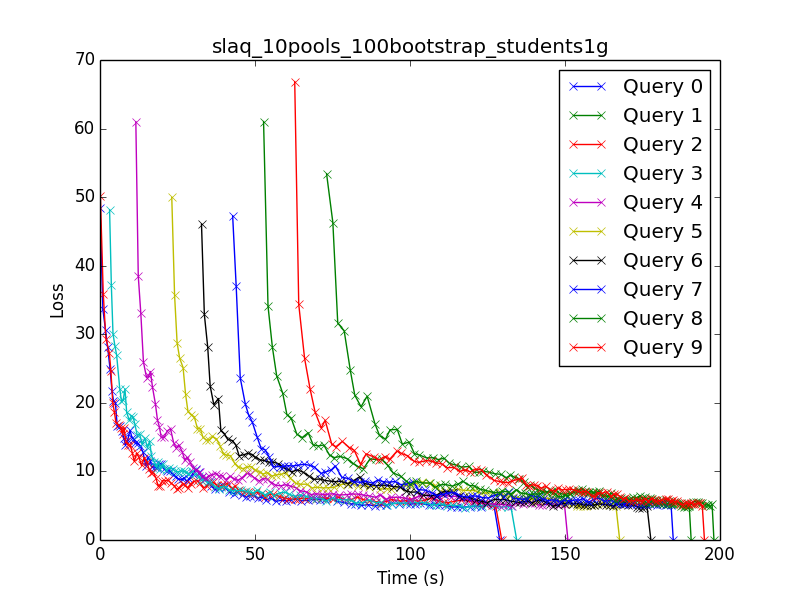 slaq_10pools_100bootstrap_students1g
70
60
50
40
30
20
10
0
Loss
0 50 100 150 200
Time (s)
Query 0
Query 1
Query 2
Query 3
Query 4
Query 5
Query 6
Query 7
Query 8
Query 9